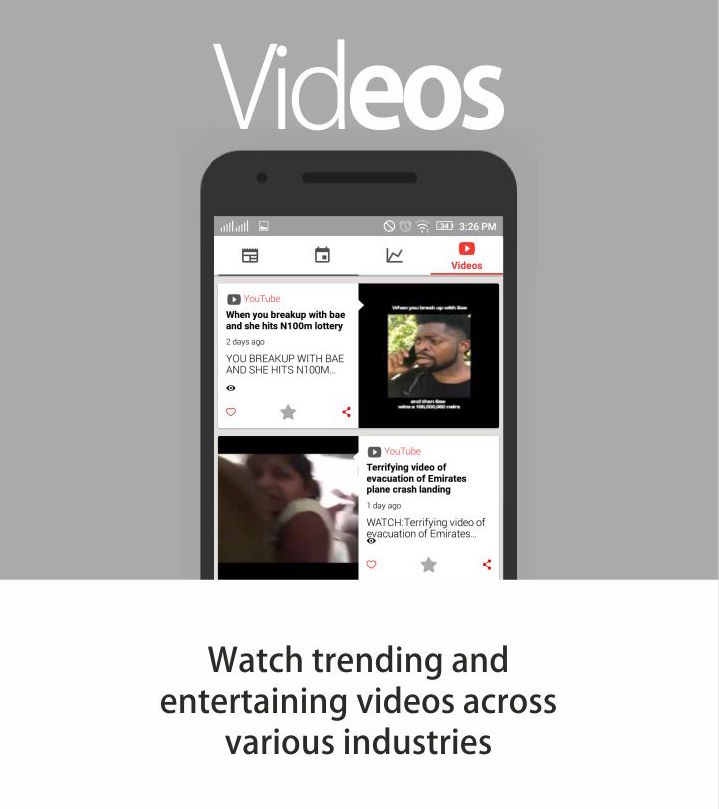 Videos
34 3:26 PM
Videos
YouTube
When you breakup with bae
and she hits N100m lottery
2 days ago
YOU BREAKUP WITH BAE
AND SHE HITS N100M...
When you break up with Bae
and then Bae
wins a 100,000,000 naira
YouTube
Terrifying video of
evacuation of Emirates
plane crash landing
1 day ago
WATCH:Terrifying video of
evacuation of Emirates...
Watch trending and
entertaining videos across
various industries